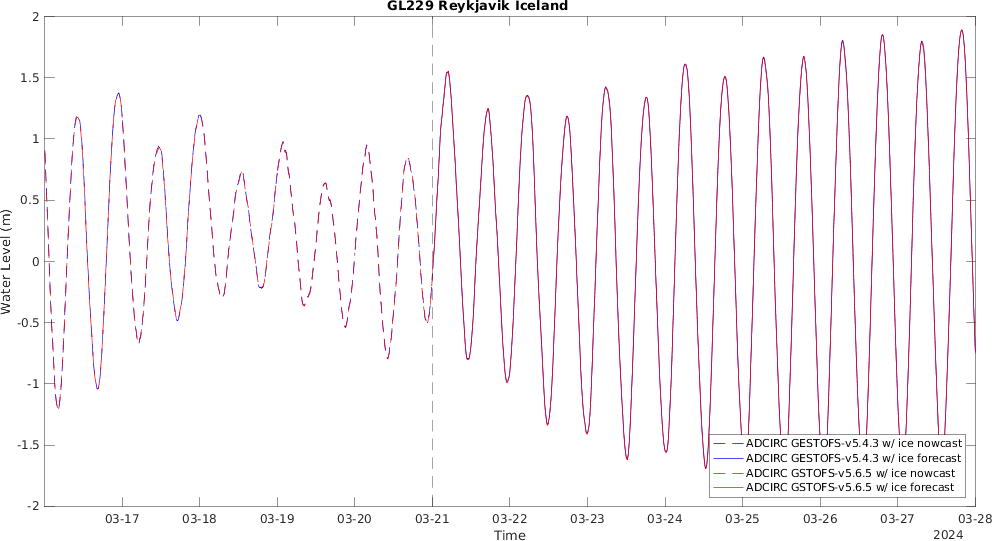 GL229 Reykjavik Iceland
2
1.5
1
0.5
0
-0.5
-1
-1.5
-2
Water Level (m)
ADCIRC GESTOFS-v5.4.3 w/ ice nowcast
ADCIRC GESTOFS-v5.4.3 w/ ice forecast
ADCIRC GSTOFS-v5.6.5 w/ ice nowcast
ADCIRC GSTOFS-v5.6.5 w/ ice forecast
03-17 03-18 03-19 03-20 03-21 03-22 03-23 03-24 03-25 03-26 03-27 03-28
Time
2024